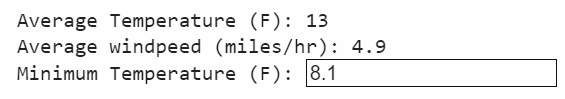 Average Temperature (F): 13
Average windpeed (miles/hr): 4.9
Minimum Temperature (F): 8.1